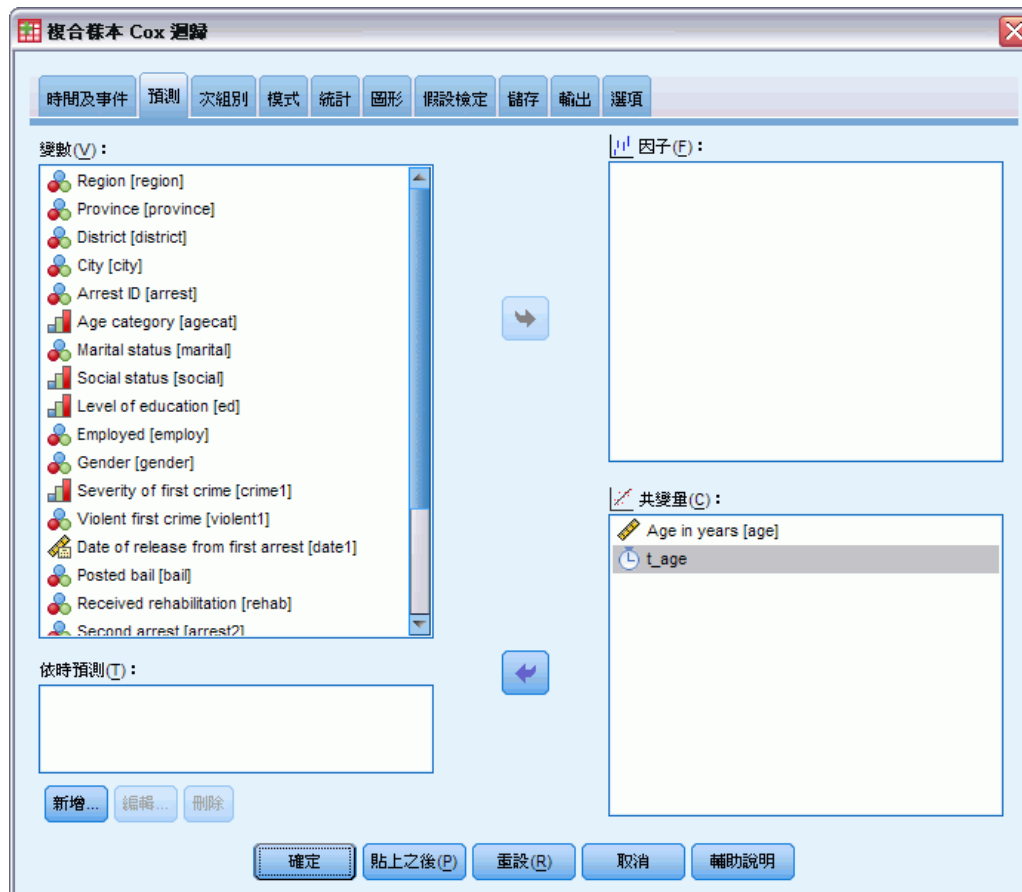 複合樣本 Cox 迴歸
時間及事件 預測 次組別 模式 統計 圖形 假設檢定 儲存 輸出 選項
變數(V)：
Region [region]
Province [province]
District [district]
City [city]
Arrest ID [arrest]
Age category [agecat]
Marital status [marital]
Social status [social]
Level of education [ed]
Employed [employ]
Gender [gender]
Severity of first crime [crime1]
Violent first crime [violent1]
Date of release from first arrest [date1]
Posted bail [bail]
Received rehabilitation [rehab]
Second arrest [arrest2]
依時預測(T)：
新增... 編輯... 刪除
因子(F)：
共變量(C)：
Age in years [age]
t_age
確定 貼上之後(P) 重設(R) 取消 輔助說明